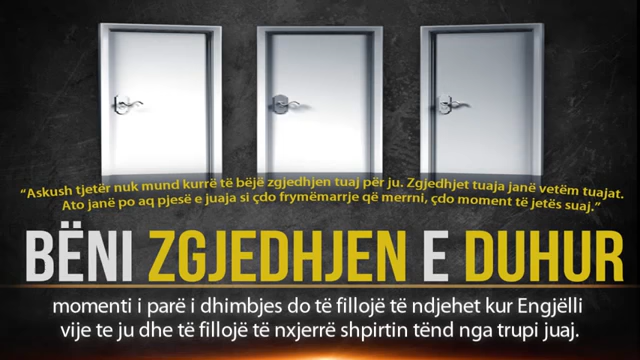 “Askush tjetër nuk mund kurrë të bëjë zgjedhjen tuaj për ju. Zgjedhjet tuaja janë vetëm tuajat.
Ato janë po aq pjesë e juaja si çdo frymëmarrje që merrni, çdo moment të jetës suaj.”
BËNI ZGJEDHJEN E DUHUR
momenti i parë i dhimbjes do të fillojë të ndjehet kur Engjëlli
vije te ju dhe të fillojë të nxjerrë shpirtin tënd nga trupi juaj.